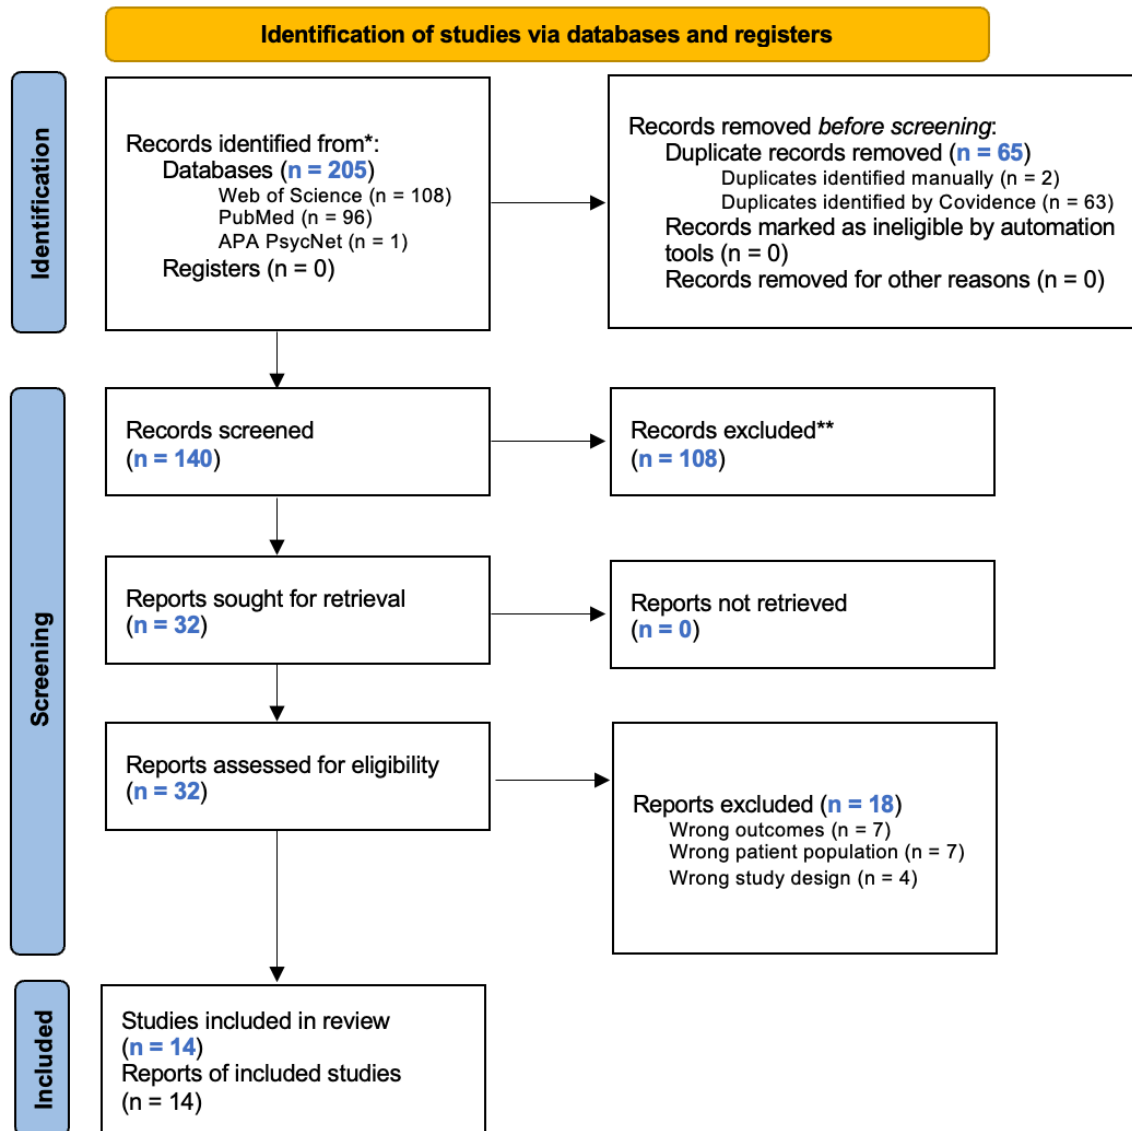 Identification of studies via databases and registers
Identification
Records identified from*:
Databases (n = 205)
Web of Science (n = 108)
PubMed (n = 96)
APA PsycNet (n = 1)
Registers (n = 0)
Records removed before screening:
Duplicate records removed (n = 65)
Duplicates identified manually (n = 2)
Duplicates identified by Covidence (n = 63)
Records marked as ineligible by automation
tools (n = 0)
Records removed for other reasons (n = 0)
Screening
Records screened
(n = 140)
Records excluded**
(n = 108)
Reports sought for retrieval
(n = 32)
Reports not retrieved
(n = 0)
Reports assessed for eligibility
(n = 32)
Reports excluded (n = 18)
Wrong outcomes (n = 7)
Wrong patient population (n = 7)
Wrong study design (n = 4)
Included
Studies included in review
(n = 14)
Reports of included studies
(n = 14)